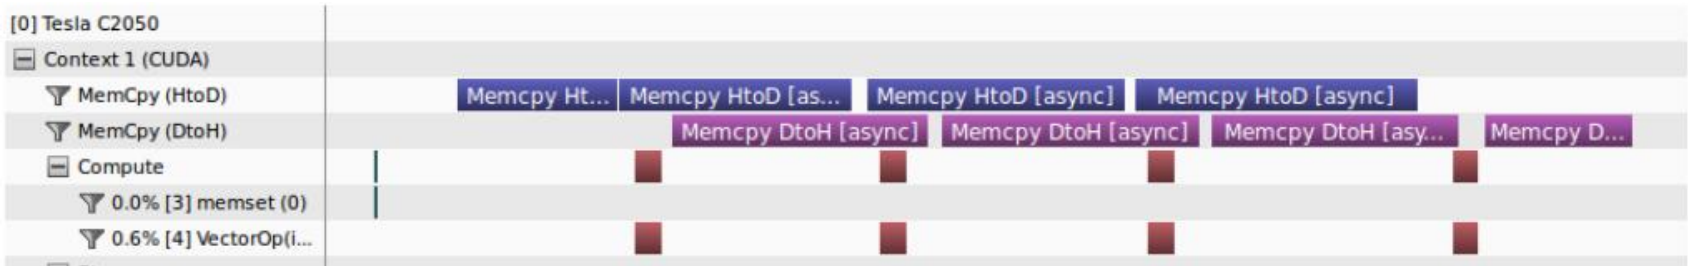 [0] Tesla C2050
Context 1 (CUDA)
MemCpy (HtoD)
Memcpy Ht... Memcpy HtoD [as... Memcpy HtoD [async] Memcpy HtoD [async]
MemCpy (DtoH)
Memcpy DtoH [async] Memcpy DtoH [async] Memcpy DtoH [asy... Memcpy D...
Compute
0.0% [3] memset (0)
0.6% [4] VectorOp(i...